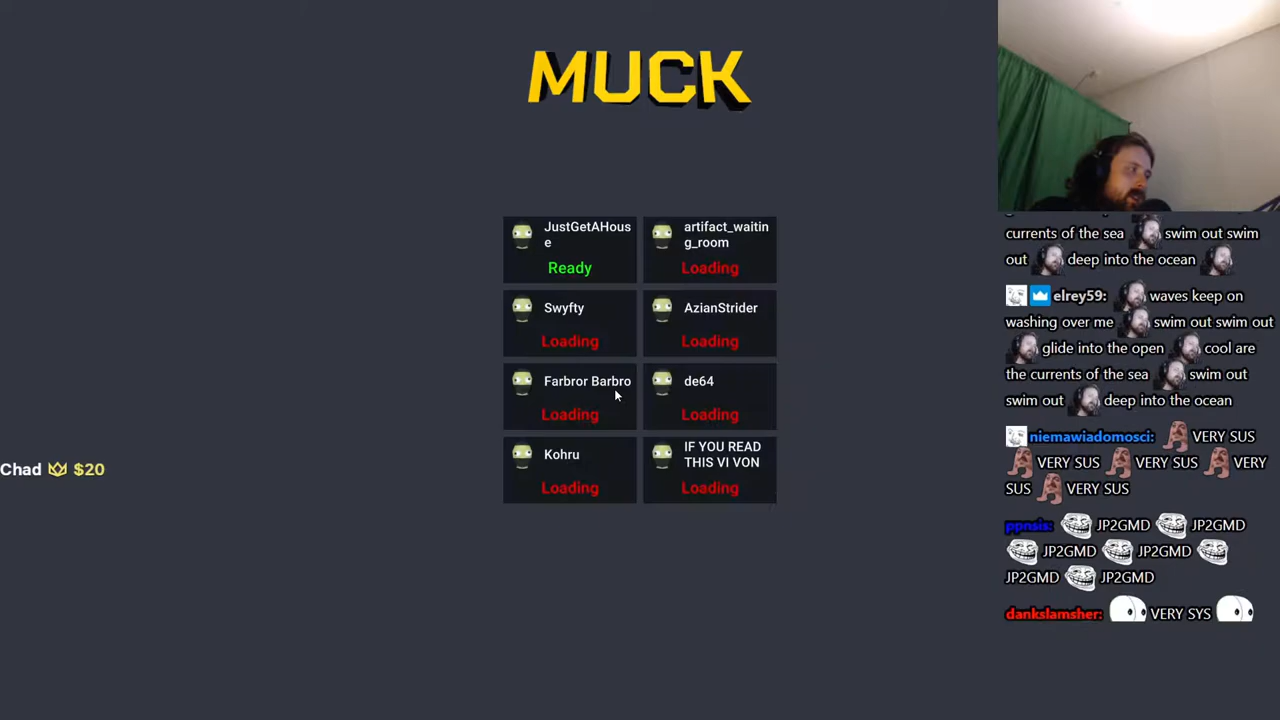 MUCK
JustGetAHous
e
Ready
artifact_waitin
g_room
Loading
Swyfty
Loading
AzianStrider
Loading
Farbror Barbro
Loading
de64
Loading
Kohru
Loading
IF YOU READ
THIS VI VON
Loading
Chad $20
currents of the sea swim out swim
out deep into the ocean
elrey59: waves keep on
washing over me swim out swim out
glide into the open cool are
the currents of the sea swim out
swim out deep into the ocean
niemawiadomosci: VERY SUS
VERY SUS VERY SUS VERY
SUS VERY SUS
ppnsis: JP2GMD JP2GMD
JP2GMD JP2GMD
JP2GMD JP2GMD
dankslamsher: VERY SYS